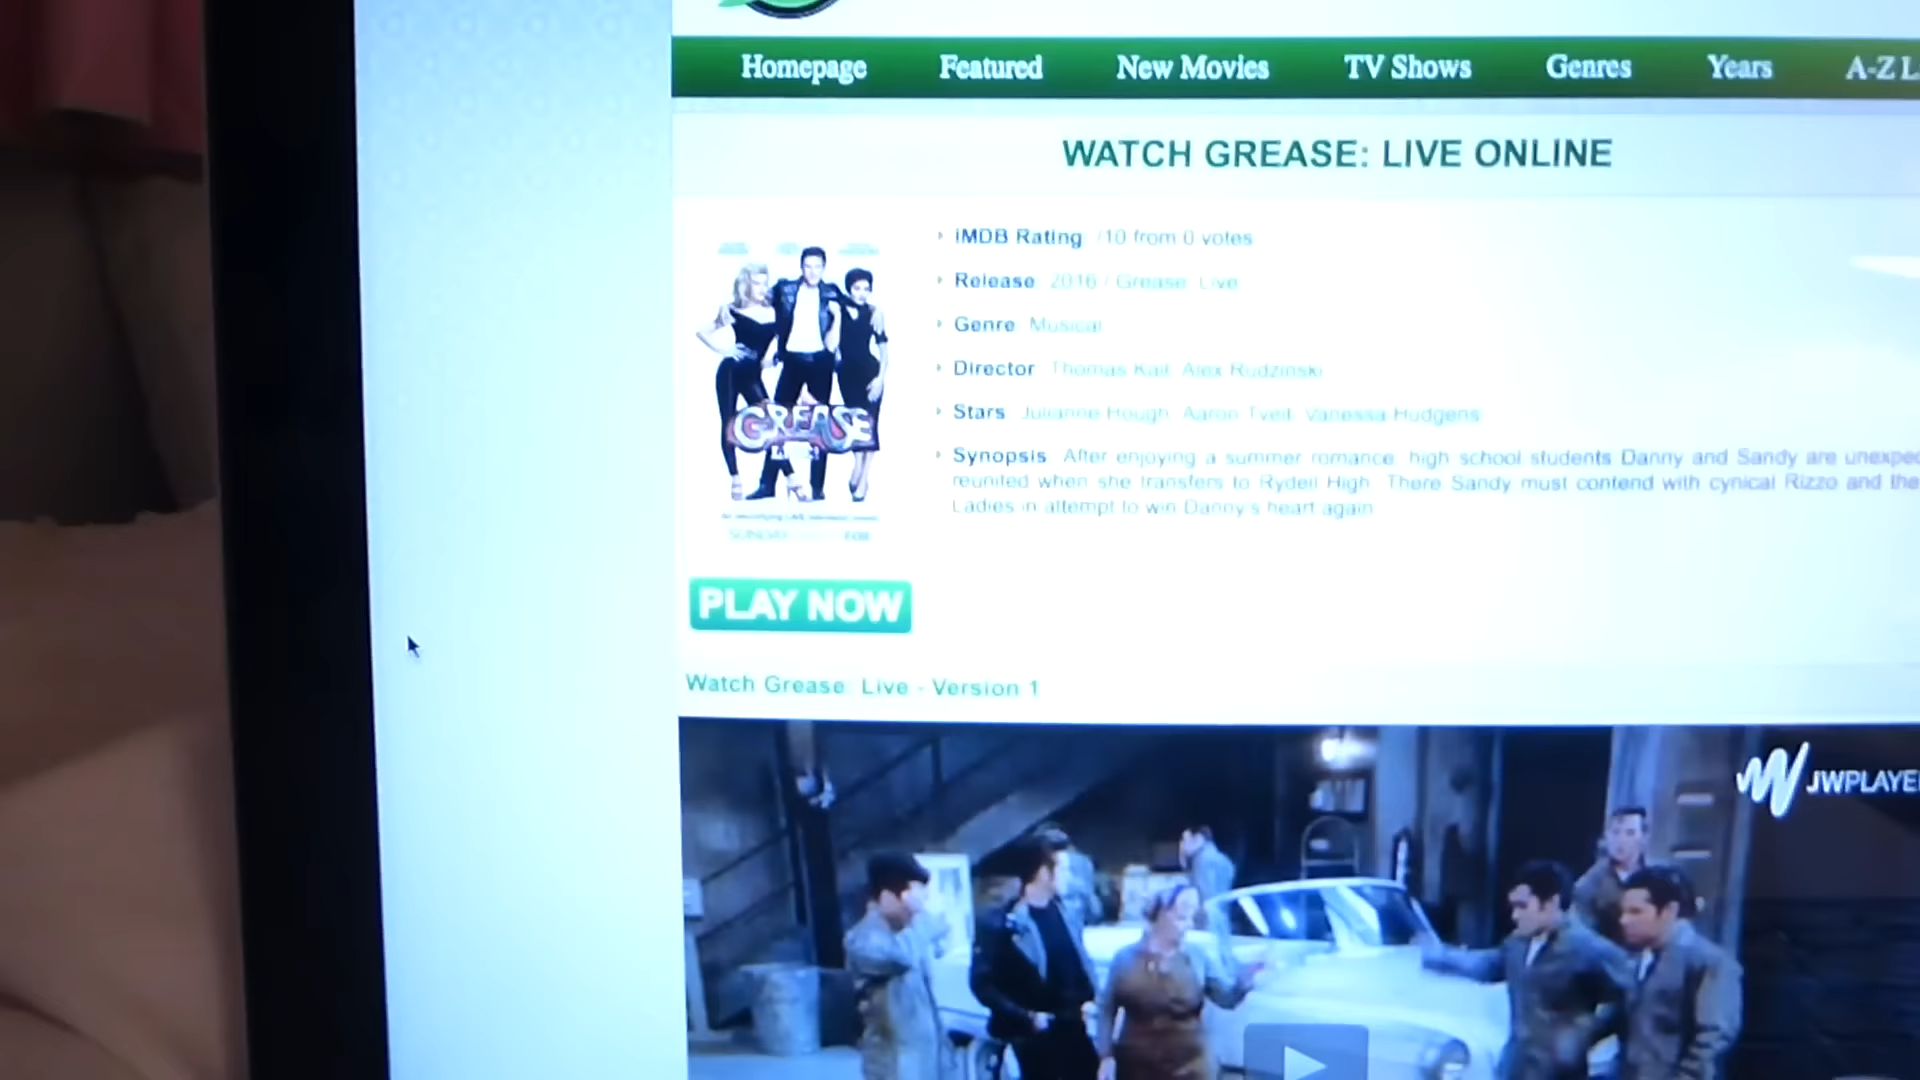 Homepage Featured New Movies TV Shows Genres Years A-Z
WATCH GREASE: LIVE ONLINE
IMDB Rating /10 from 0 votes
Release 2016 / Grease: Live
Genre Musical
Director Thomas Kail, Alex Rudzinski
Stars Julianne Hough, Aaron Tveit, Vanessa Hudgens
Synopsis After enjoying a summer romance, high school students Danny and Sandy are unexpec
reunited when she transfers to Rydell High. There Sandy must contend with cynical Rizzo and the
Ladies in attempt to win Danny's heart again
GREASE
LIVE!
SUNDAY FOX
PLAY NOW
Watch Grease: Live - Version 1
JWPLAYER